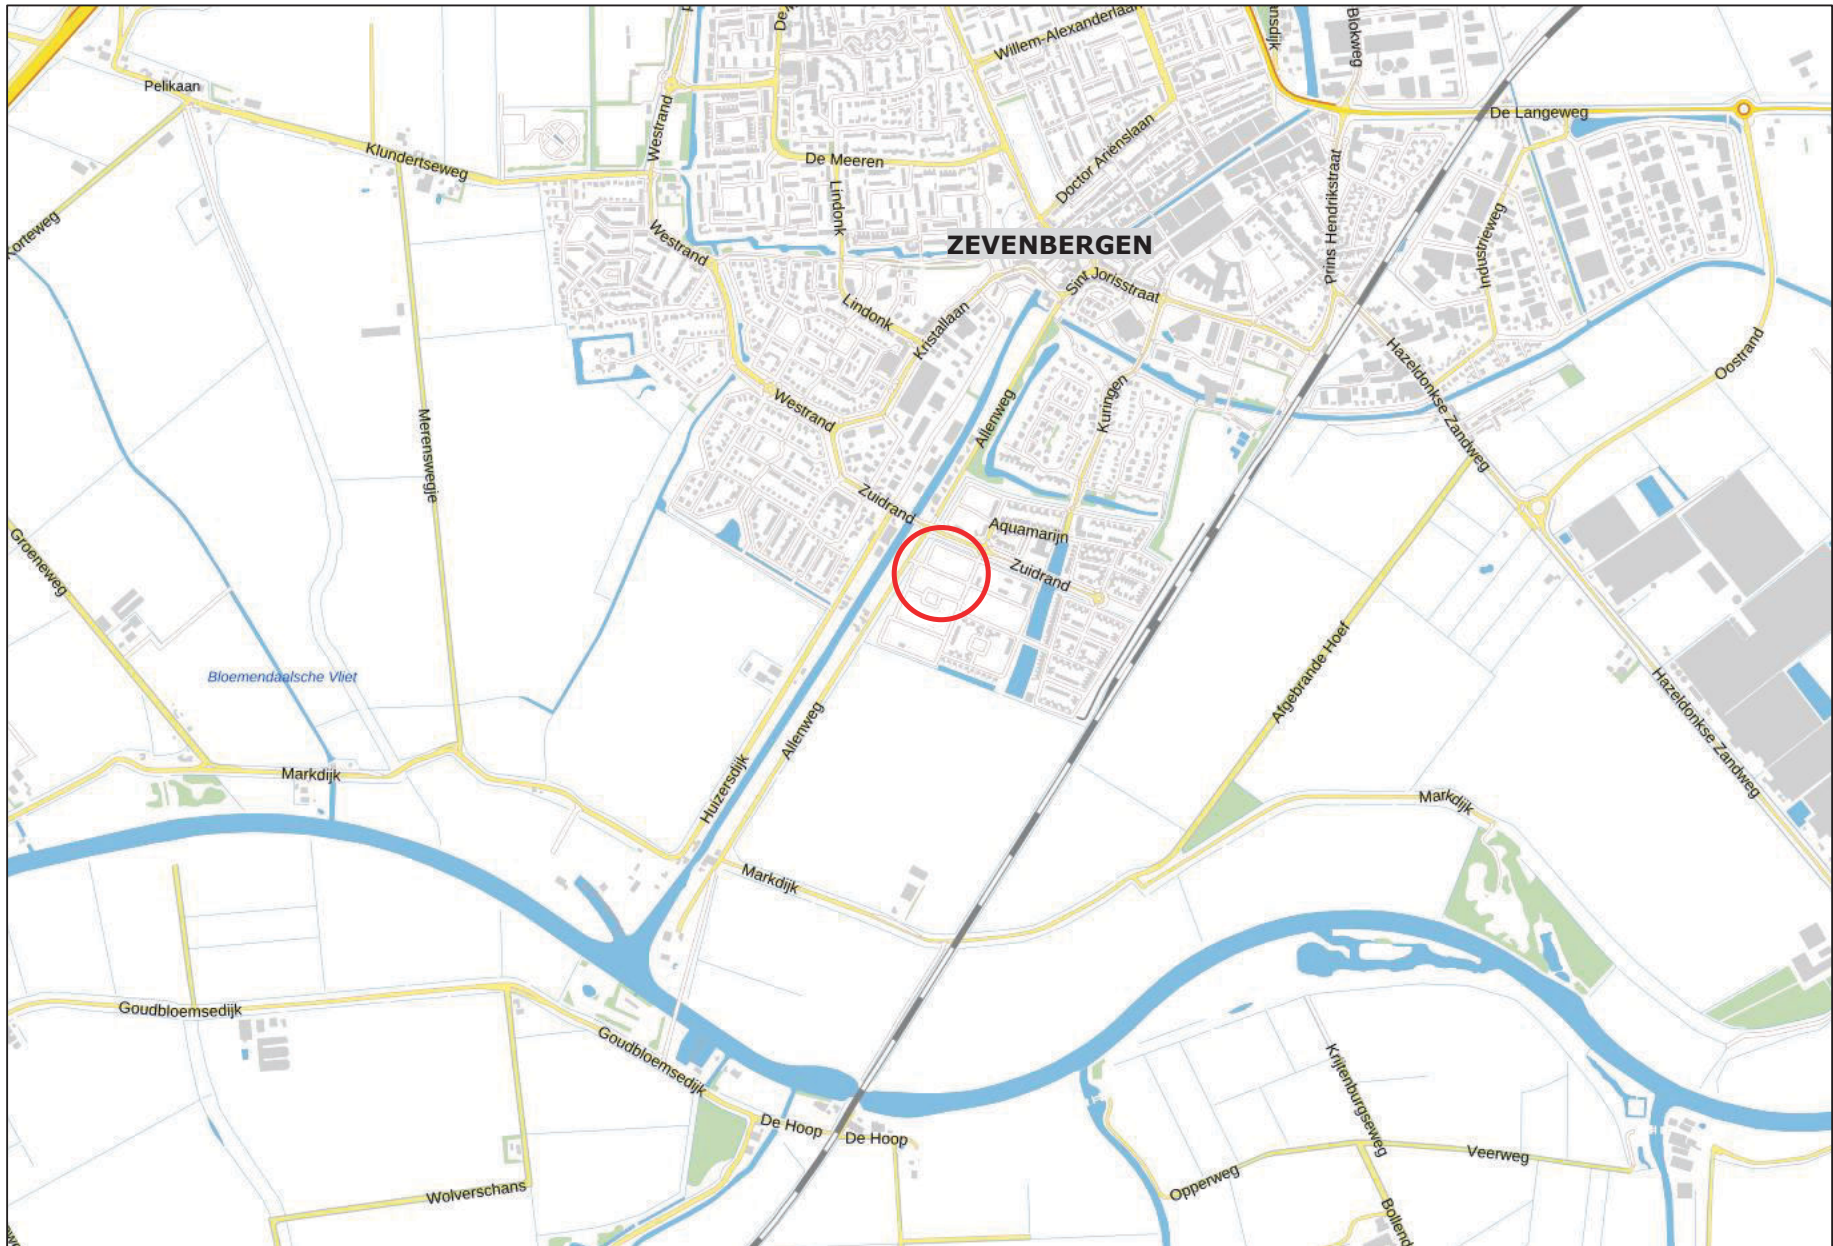 Willem-Alexanderlaan
Blokweg
Pelikaan
De Langeweg
Westrand
Klundertseweg
De Meeren
Doctor Ariënslaan
Lindonk
Prins Hendrikstraat
Korteweg
Westrand
ZEVENBERGEN
Industrieweg
Sint Jorisstraat
Lindonk
Kristallaan
Hazeldonkse Zandweg
Oostrand
Westrand
Allenweg
Kuringen
Merenswegje
Zuidrand
Aquamarijn
Groeneweg
Zuidrand
Bloemendaalsche Vliet
Afgebrande Hoef
Hazeldonkse Zandweg
Allenweg
Huizersdijk
Markdijk
Markdijk
Markdijk
Goudbloemsedijk
Goudbloemsedijk
Krijtenburgseweg
De Hoop
De Hoop
Veerweg
Opperweg
Wolverschans
Bollend